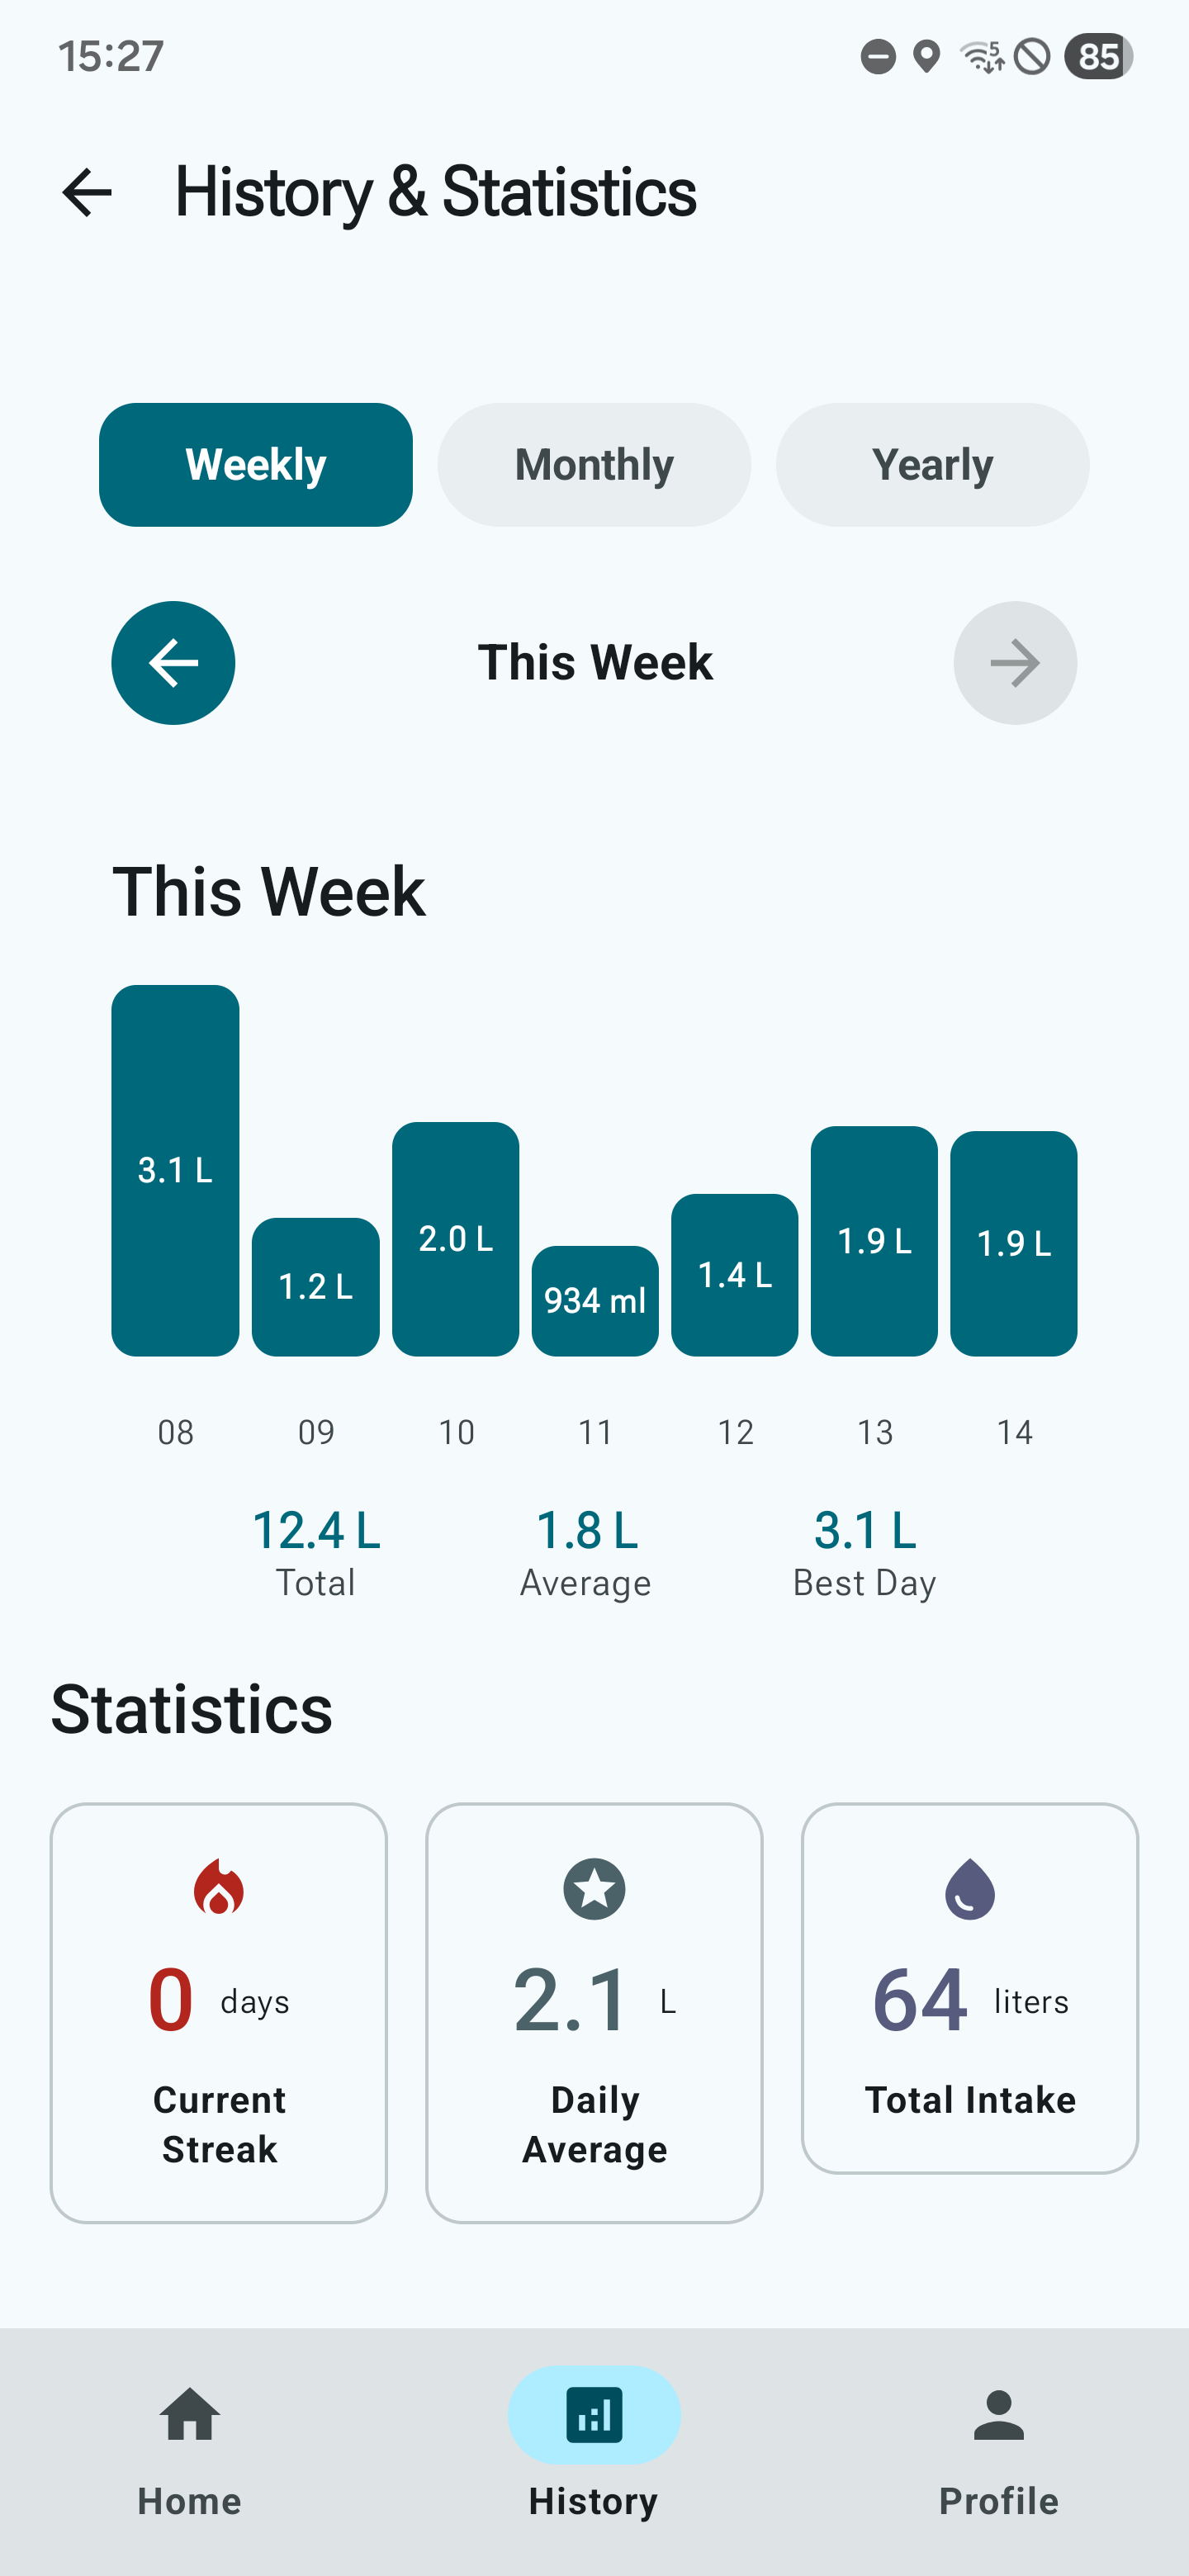 15:27
5
85
History & Statistics
Weekly Monthly Yearly
This Week
This Week
3.1 L 1.2 L 2.0 L 934 ml 1.4 L 1.9 L 1.9 L
08 09 10 11 12 13 14
12.4 L 1.8 L 3.1 L
Total Average Best Day
Statistics
0 days
Current
Streak
2.1 L
Daily
Average
64 liters
Total Intake
Home History Profile